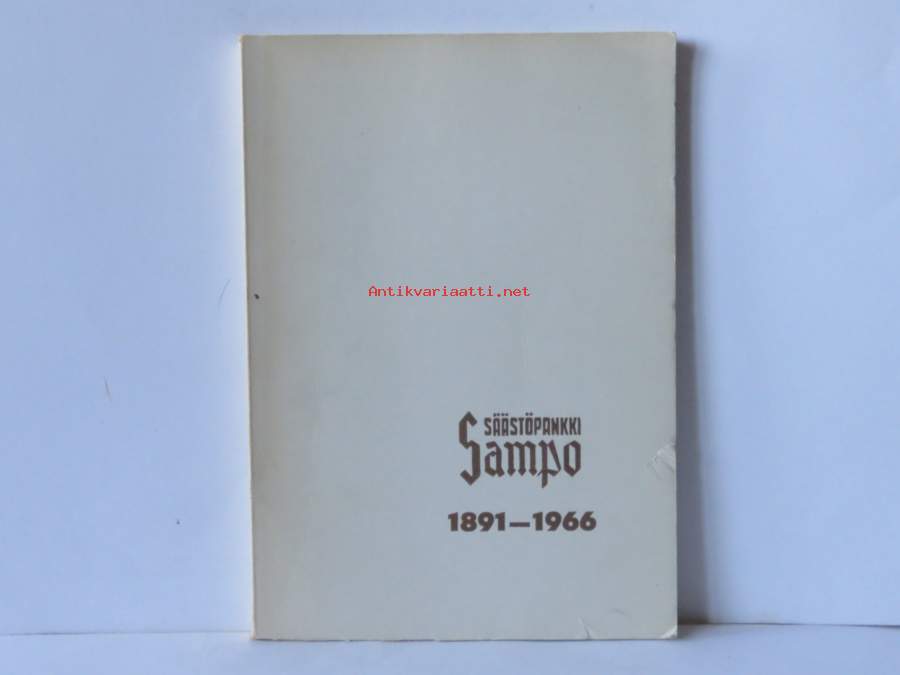 Antikvariaatti.net
SÄÄSTÖPANKKI
Sampo
1891—1966